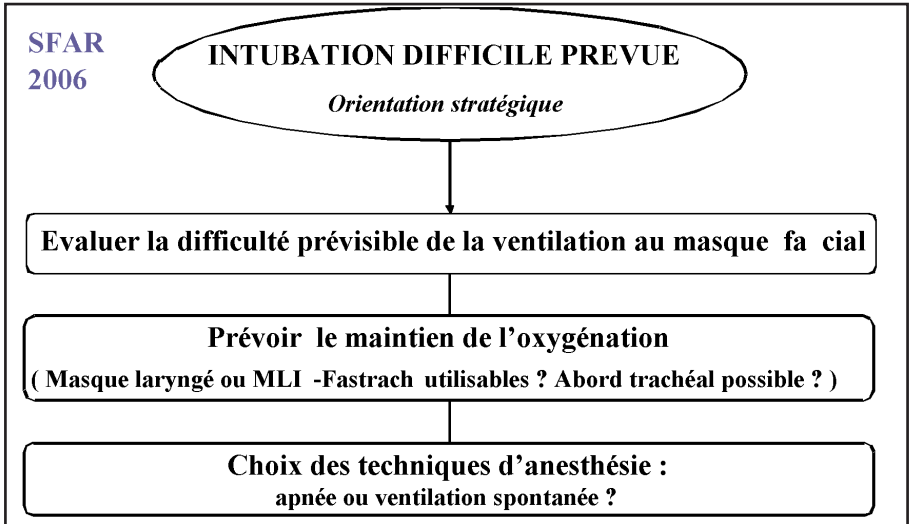 SFAR
2006
INTUBATION DIFFICILE PREVUE
Orientation stratégique
Evaluer la difficulté prévisible de la ventilation au masque fa cial
Prévoir le maintien de l’oxygénation
( Masque laryngé ou MLI -Fastrach utilisables ? Abord trachéal possible ? )
Choix des techniques d’anesthésie :
apnée ou ventilation spontanée ?